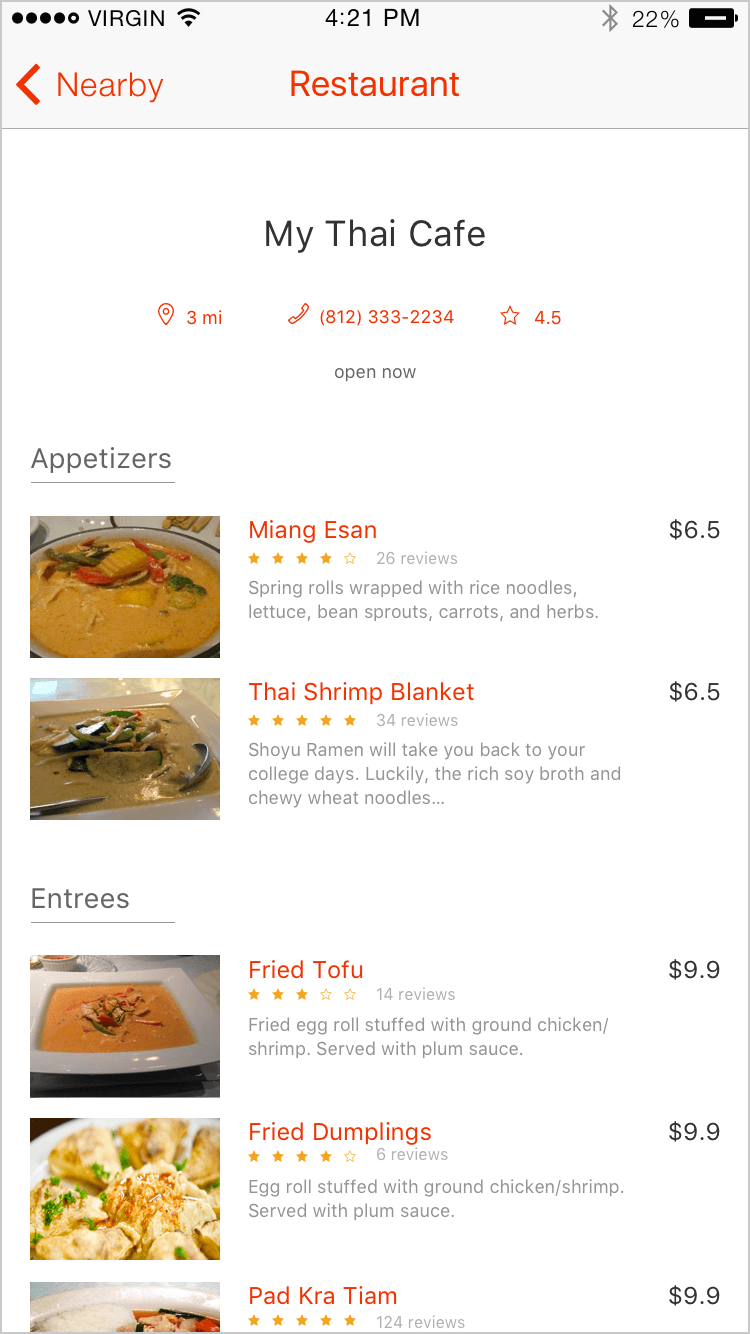 VIRGIN 4:21 PM 22%
Nearby Restaurant
My Thai Cafe
3 mi (812) 333-2234 4.5
open now
Appetizers
Miang Esan $6.5
26 reviews
Spring rolls wrapped with rice noodles,
lettuce, bean sprouts, carrots, and herbs.
Thai Shrimp Blanket $6.5
34 reviews
Shoyu Ramen will take you back to your
college days. Luckily, the rich soy broth and
chewy wheat noodles...
Entrees
Fried Tofu $9.9
14 reviews
Fried egg roll stuffed with ground chicken/
shrimp. Served with plum sauce.
Fried Dumplings $9.9
6 reviews
Egg roll stuffed with ground chicken/shrimp.
Served with plum sauce.
Pad Kra Tiam $9.9
124 reviews